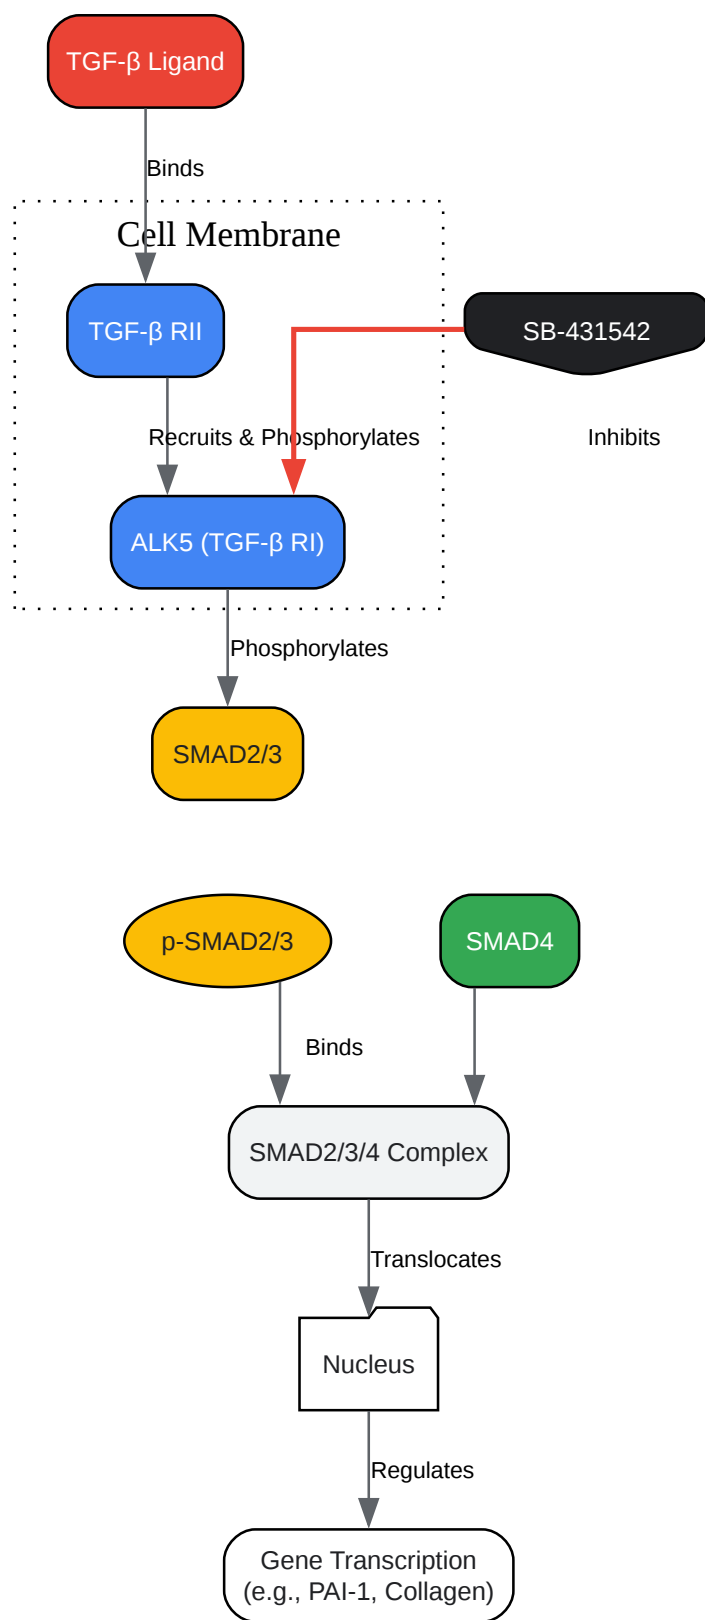 TGF-β Ligand
Binds
Cell Membrane
TGF-β RII
SB-431542
Recruits & Phosphorylates
Inhibits
ALK5 (TGF-β RI)
Phosphorylates
SMAD2/3
p-SMAD2/3
SMAD4
Binds
SMAD2/3/4 Complex
Translocates
Nucleus
Regulates
Gene Transcription
(e.g., PAI-1, Collagen)